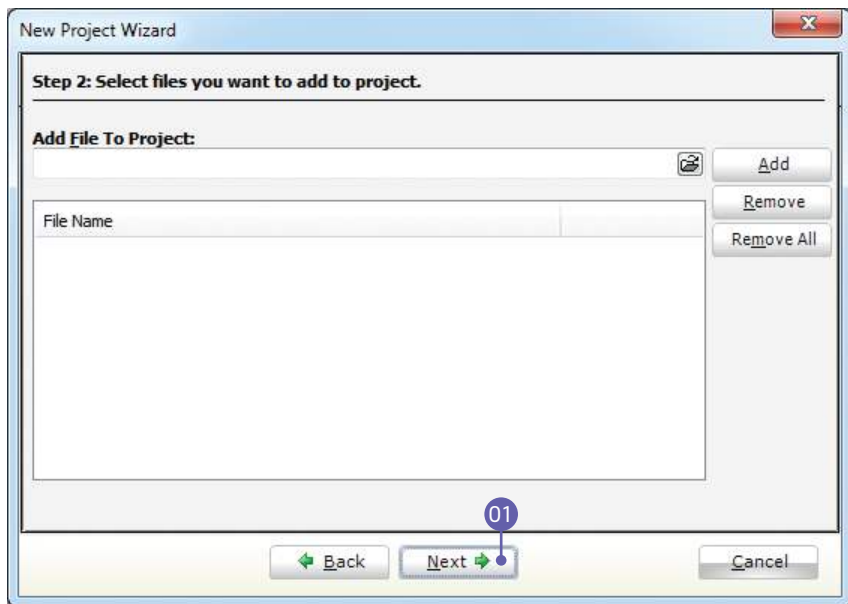 New Project Wizard
Step 2: Select files you want to add to project.
Add File To Project:
Add
Remove
File Name
Remove All
01
Back
Next
Cancel